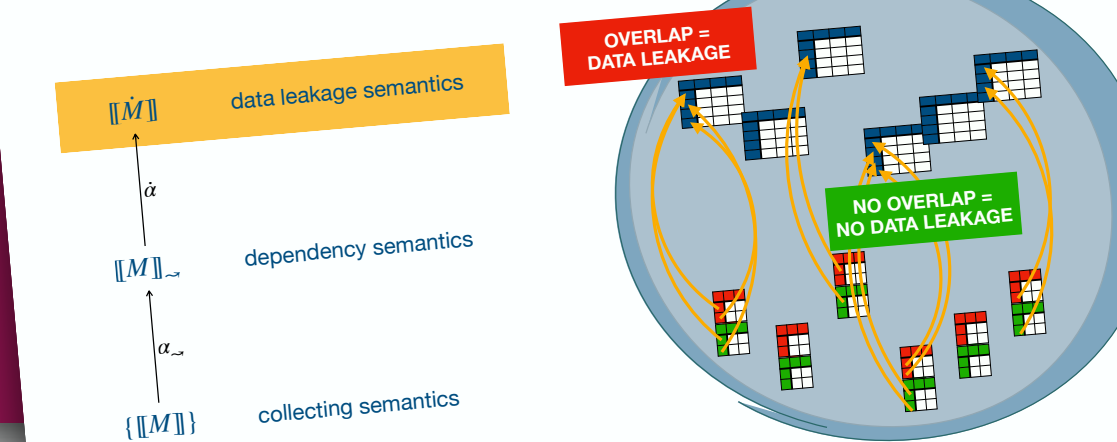 OVERLAP =
DATA LEAKAGE
⟦Ṁ⟧ data leakage semantics
α̇
NO OVERLAP =
NO DATA LEAKAGE
⟦M⟧⇝ dependency semantics
α⇝
{⟦M⟧} collecting semantics